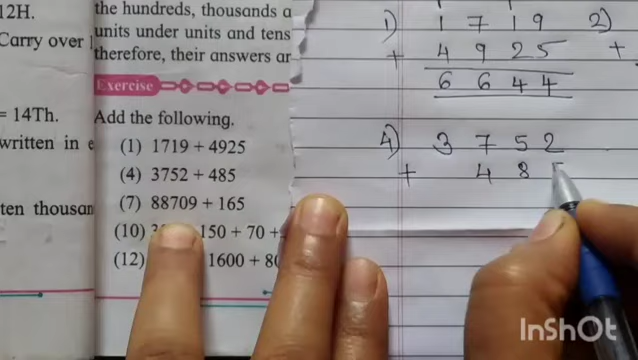 12H.
Carry over
= 14Th.
written in e
ten thousan
the hundreds, thousands a
units under units and tens
therefore, their answers ar
Exercise
Add the following.
(1) 1719 + 4925
(4) 3752 + 485
(7) 88709 + 165
(10) 150 + 70 +
(12) 1600 + 80
1) 1 7 1 9
+ 4 9 2 5
6 6 4 4
2)
+
4) 3 7 5 2
+ 4 8
InShOt